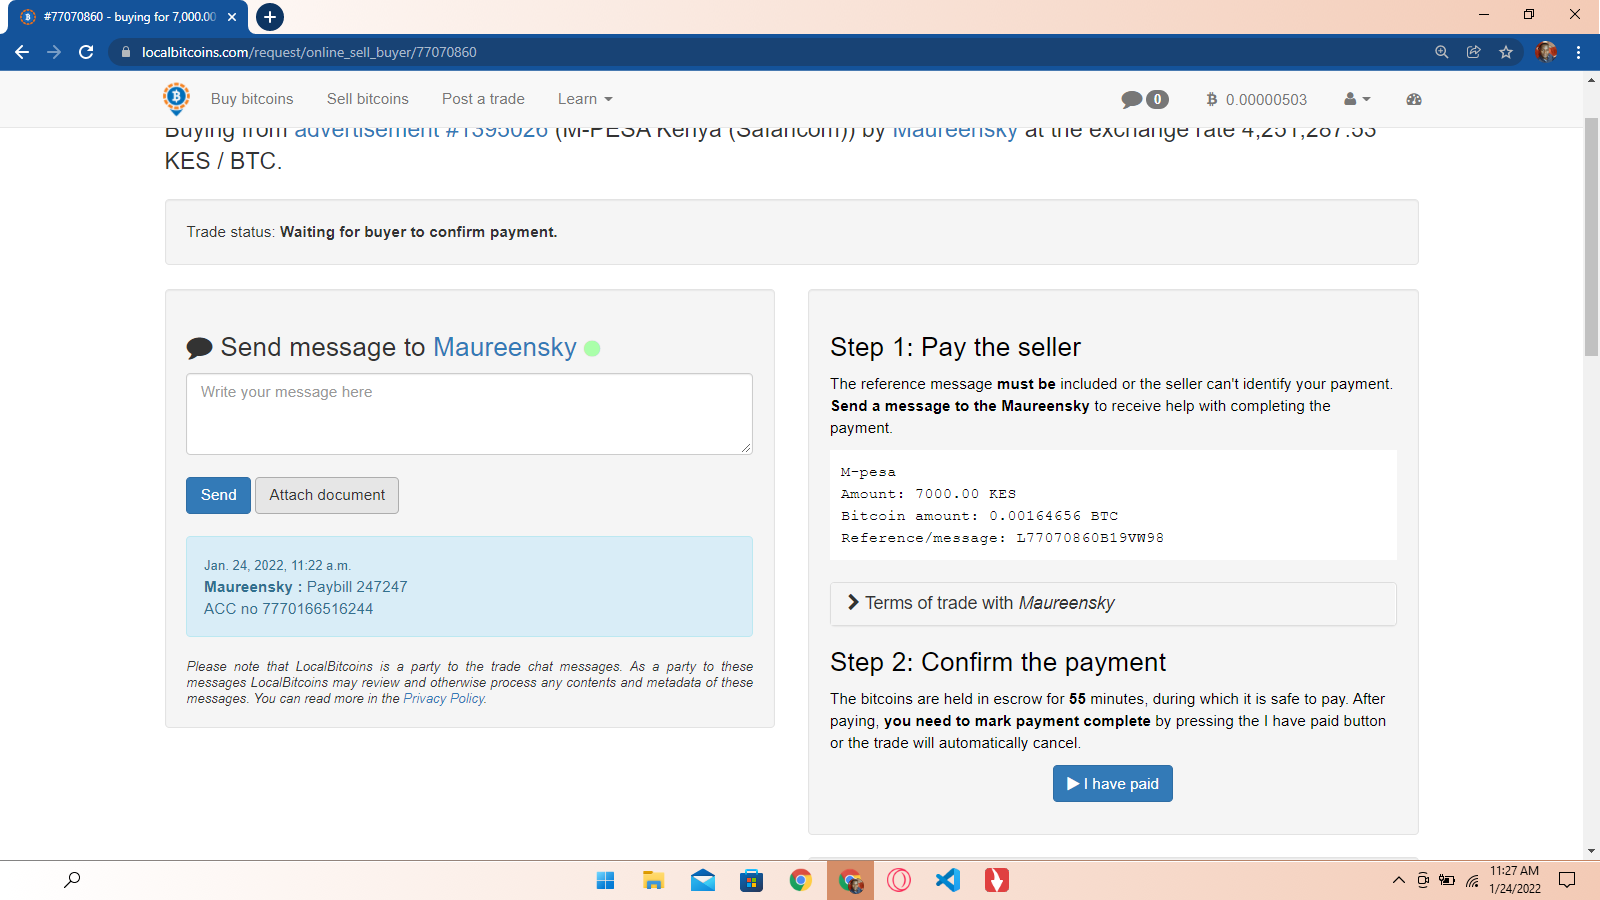 #77070860 - buying for 7,000.00
localbitcoins.com/request/online_sell_buyer/77070860
Buy bitcoins
Sell bitcoins
Post a trade
Learn
0
0.00000503
Buying from advertisement #1395026 (M-PESA Kenya (Safaricom)) by Maureensky at the exchange rate 4,251,287.53
KES / BTC.
Trade status: Waiting for buyer to confirm payment.
Send message to Maureensky
Write your message here
Send
Attach document
Jan. 24, 2022, 11:22 a.m.
Maureensky : Paybill 247247
ACC no 7770166516244
Please note that LocalBitcoins is a party to the trade chat messages. As a party to these
messages LocalBitcoins may review and otherwise process any contents and metadata of these
messages. You can read more in the Privacy Policy.
Step 1: Pay the seller
The reference message must be included or the seller can't identify your payment.
Send a message to the Maureensky to receive help with completing the
payment.
M-pesa
Amount: 7000.00 KES
Bitcoin amount: 0.00164656 BTC
Reference/message: L77070860B19VW98
Terms of trade with Maureensky
Step 2: Confirm the payment
The bitcoins are held in escrow for 55 minutes, during which it is safe to pay. After
paying, you need to mark payment complete by pressing the I have paid button
or the trade will automatically cancel.
I have paid
11:27 AM
1/24/2022